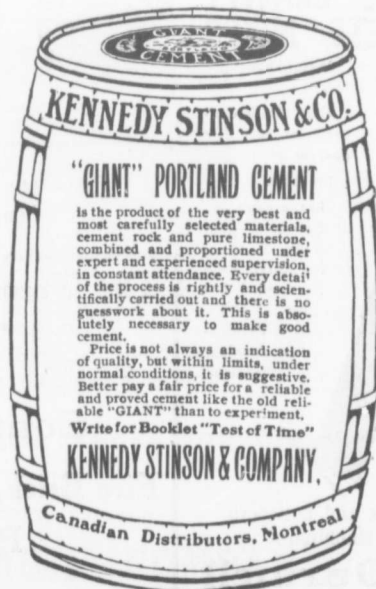 GIANT
CEMENT
KENNEDY STINSON & CO.
"GIANT" PORTLAND CEMENT
is the product of the very best and
most carefully selected materials,
cement rock and pure limestone,
combined and proportioned under
expert and experienced supervision,
in constant attendance. Every detail
of the process is rightly and scien-
tifically carried out and there is no
guesswork about it. This is abso-
lutely necessary to make good
cement.
Price is not always an indication
of quality, but within limits, under
normal conditions, it is suggestive.
Better pay a fair price for a reliable
and proved cement like the old reli-
able "GIANT" than to experiment.
Write for Booklet "Test of Time"
KENNEDY STINSON & COMPANY,
Canadian Distributors, Montreal